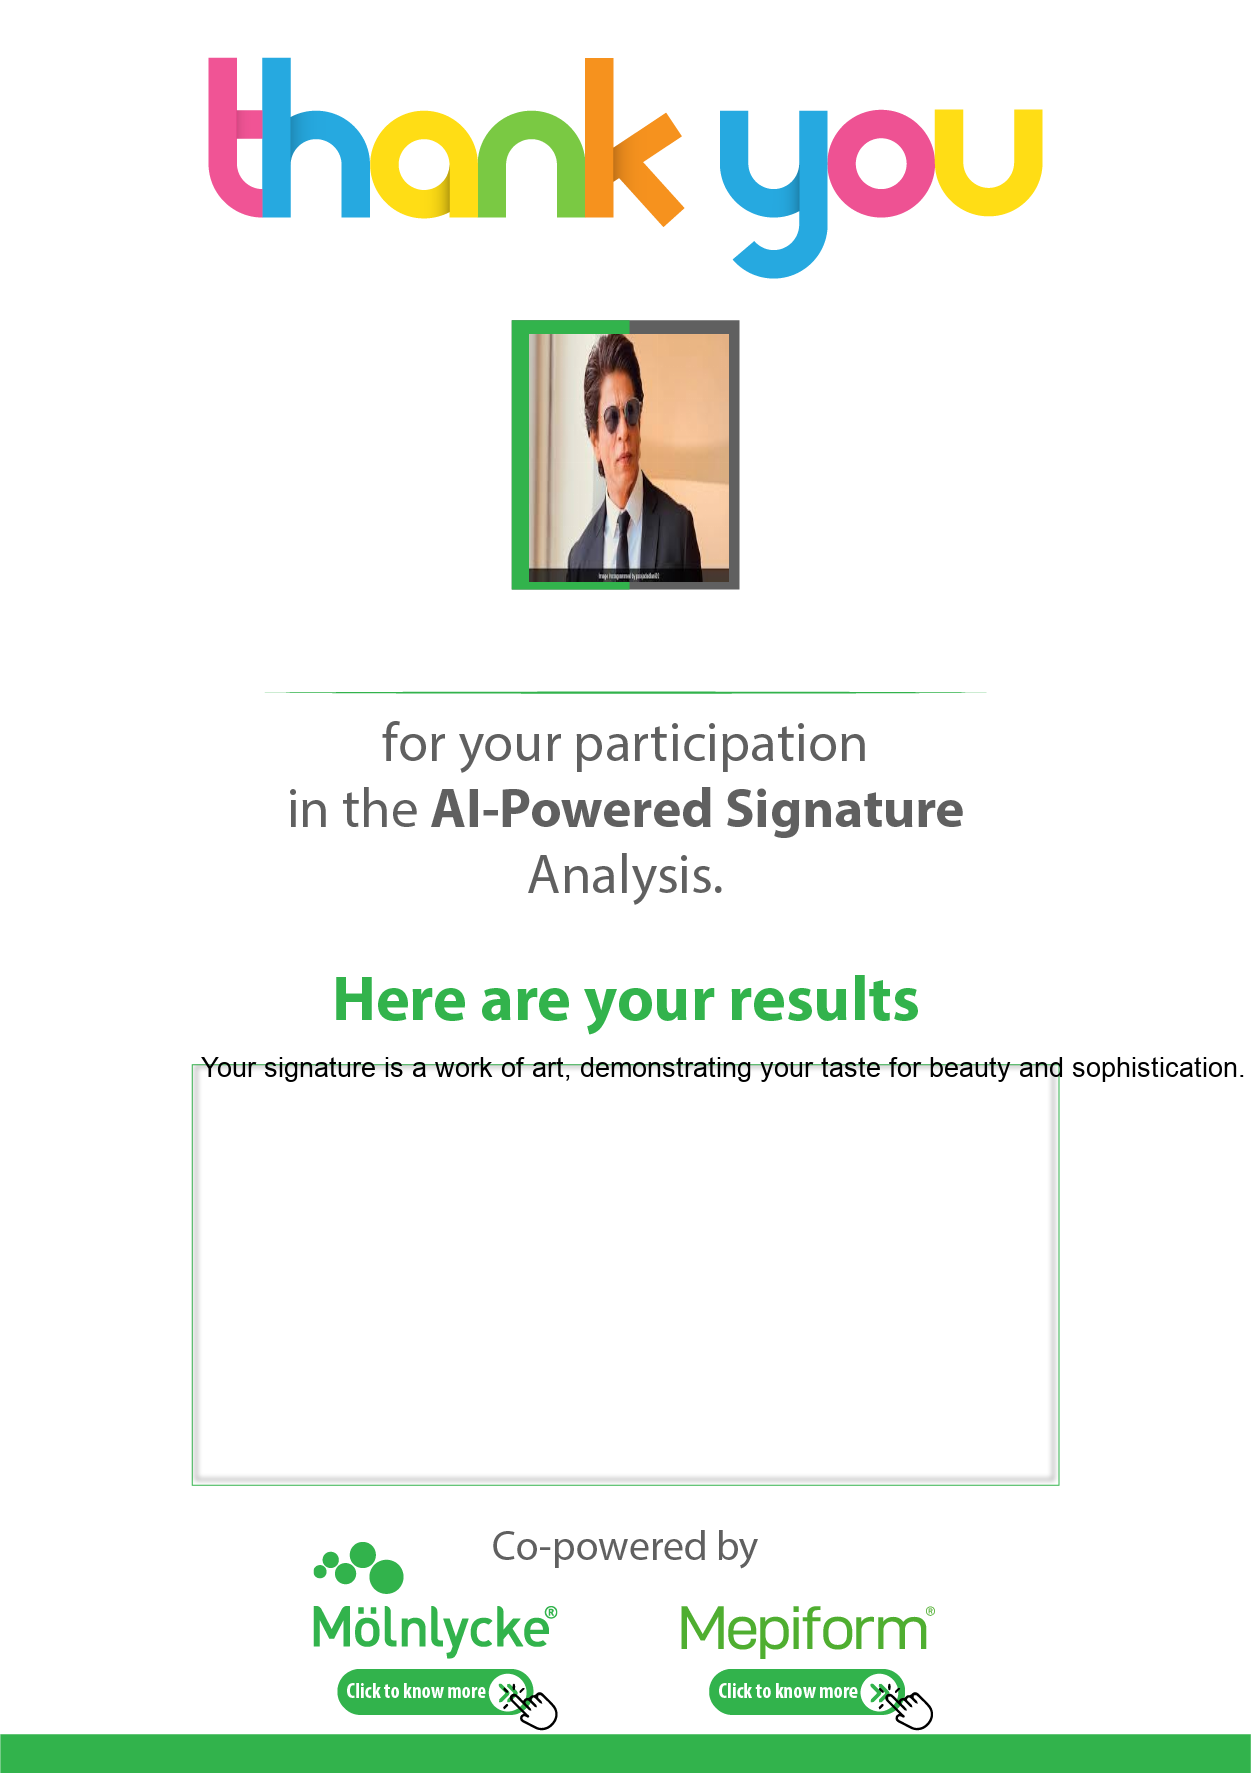 thank you
for your participation
in the AI-Powered Signature
Analysis.
Here are your results
Your signature is a work of art, demonstrating your taste for beauty and sophistication.
Co-powered by
Mölnlycke®
Mepiform®
Click to know more
Click to know more